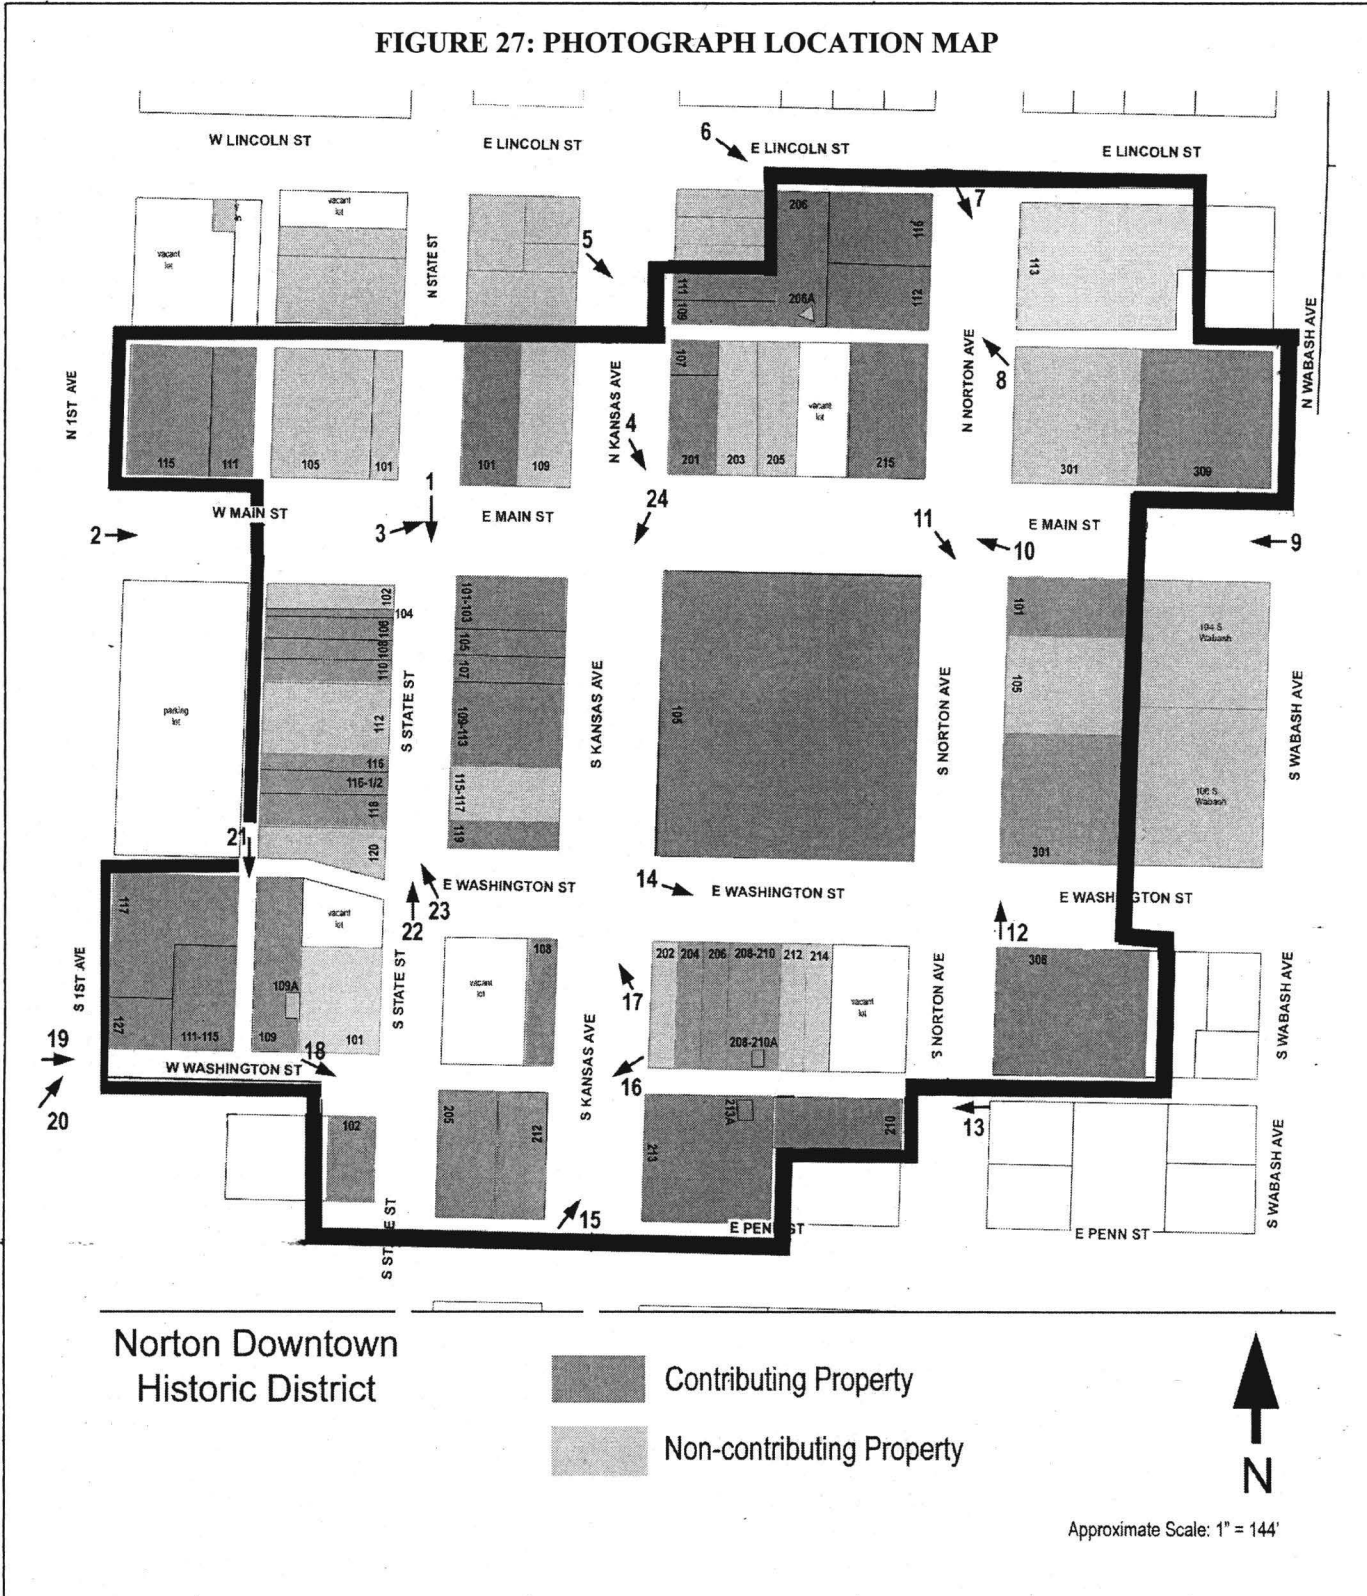 FIGURE 27: PHOTOGRAPH LOCATION MAP
W LINCOLN ST
E LINCOLN ST
6
E LINCOLN ST
E LINCOLN ST
vacant
lot
vacant
lot
N STATE ST
5
206
116
7
111
109
206A
112
113
N WABASH AVE
N 1ST AVE
115
111
105
101
101
109
N KANSAS AVE
4
107
201
203
205
vacant
lot
215
N NORTON AVE
8
301
309
1
W MAIN ST
2
3
E MAIN ST
24
11
10
E MAIN ST
9
parking
lot
102
104
106
108
110
112
116
116-1/2
118
120
S STATE ST
101-103
105
107
109-113
115-117
119
S KANSAS AVE
105
S NORTON AVE
101
105
301
104 S
Wabash
106 S
Wabash
S WABASH AVE
21
22
23
E WASHINGTON ST
14
E WASHINGTON ST
E WASHINGTON ST
12
S 1ST AVE
117
127
111-115
109A
109
vacant
lot
101
S STATE ST
vacant
lot
108
S KANSAS AVE
17
16
202
204
206
208-210
212
214
208-210A
vacant
lot
S NORTON AVE
308
S WABASH AVE
19
20
18
W WASHINGTON ST
102
205
212
213A
213
210
13
S WABASH AVE
15
S STATE ST
E PENN ST
E PENN ST
Norton Downtown
Historic District
Contributing Property
Non-contributing Property
N
Approximate Scale: 1" = 144'